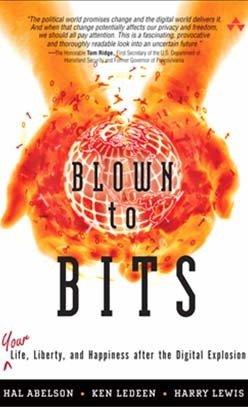 "The political world promises change and the digital world delivers it.
And when that change potentially affects our privacy and freedom,
we should all pay attention. This is a fascinating, provocative
and thoroughly readable look into an uncertain future."
—The Honorable Tom Ridge, First Secretary of the U.S. Department of
Homeland Security and Former Governor of Pennsylvania
BLOWN
to
BITS
Your
Life, Liberty, and Happiness after the Digital Explosion
HAL ABELSON • KEN LEDEEN • HARRY LEWIS